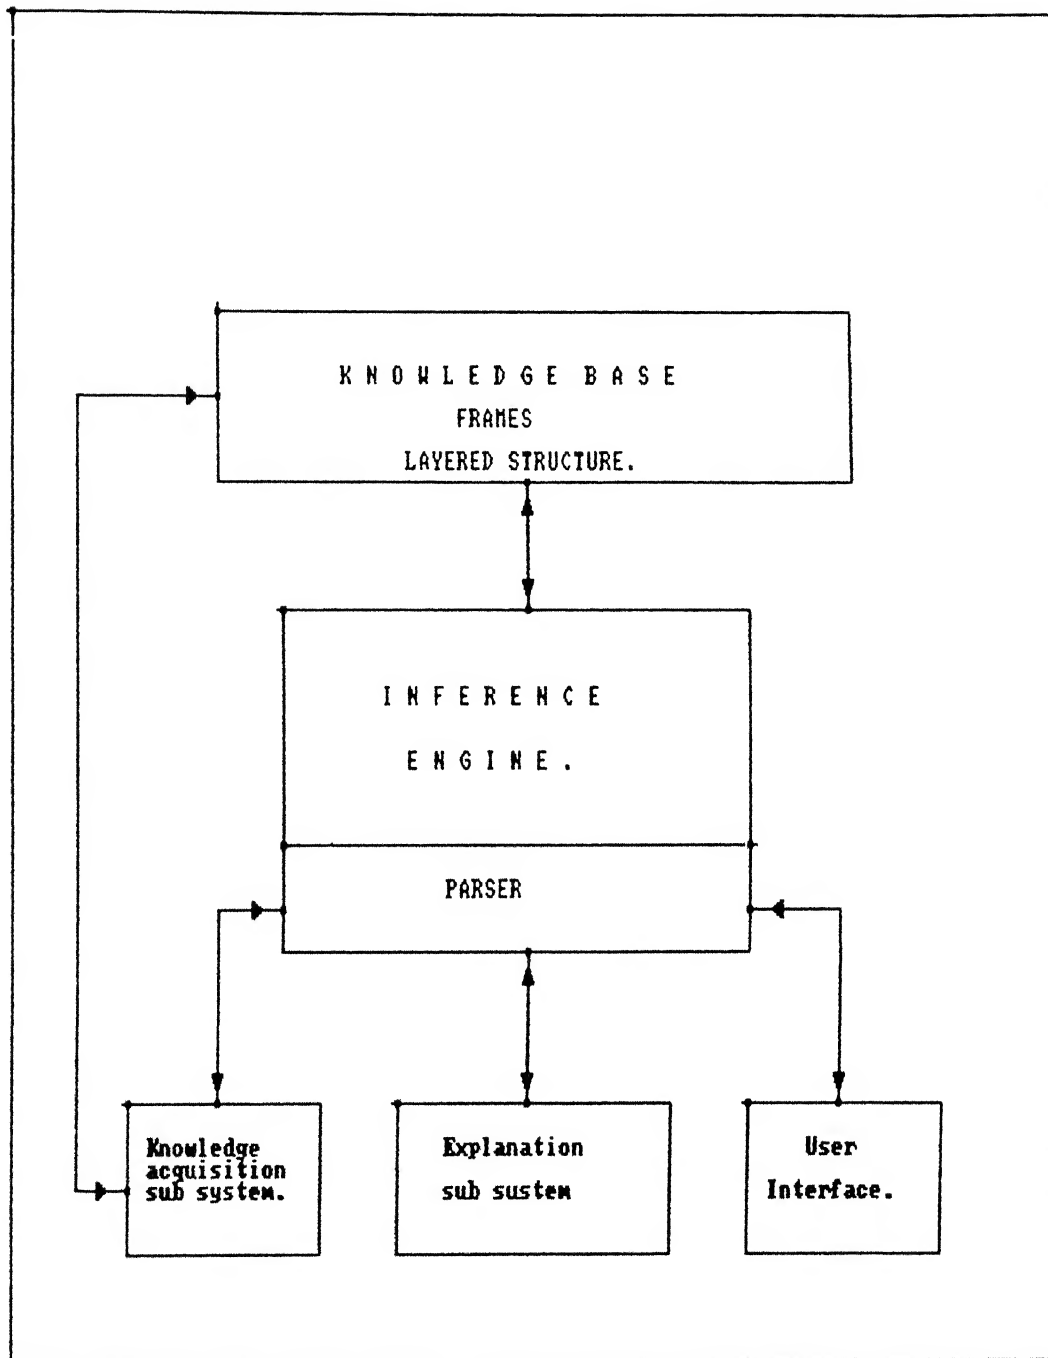 K N O W L E D G E  B A S E
FRAMES
LAYERED STRUCTURE.
I N F E R E N C E
E N G I N E .
PARSER
Knowledge
acquisition
sub system.
Explanation
sub sustem
User
Interface.